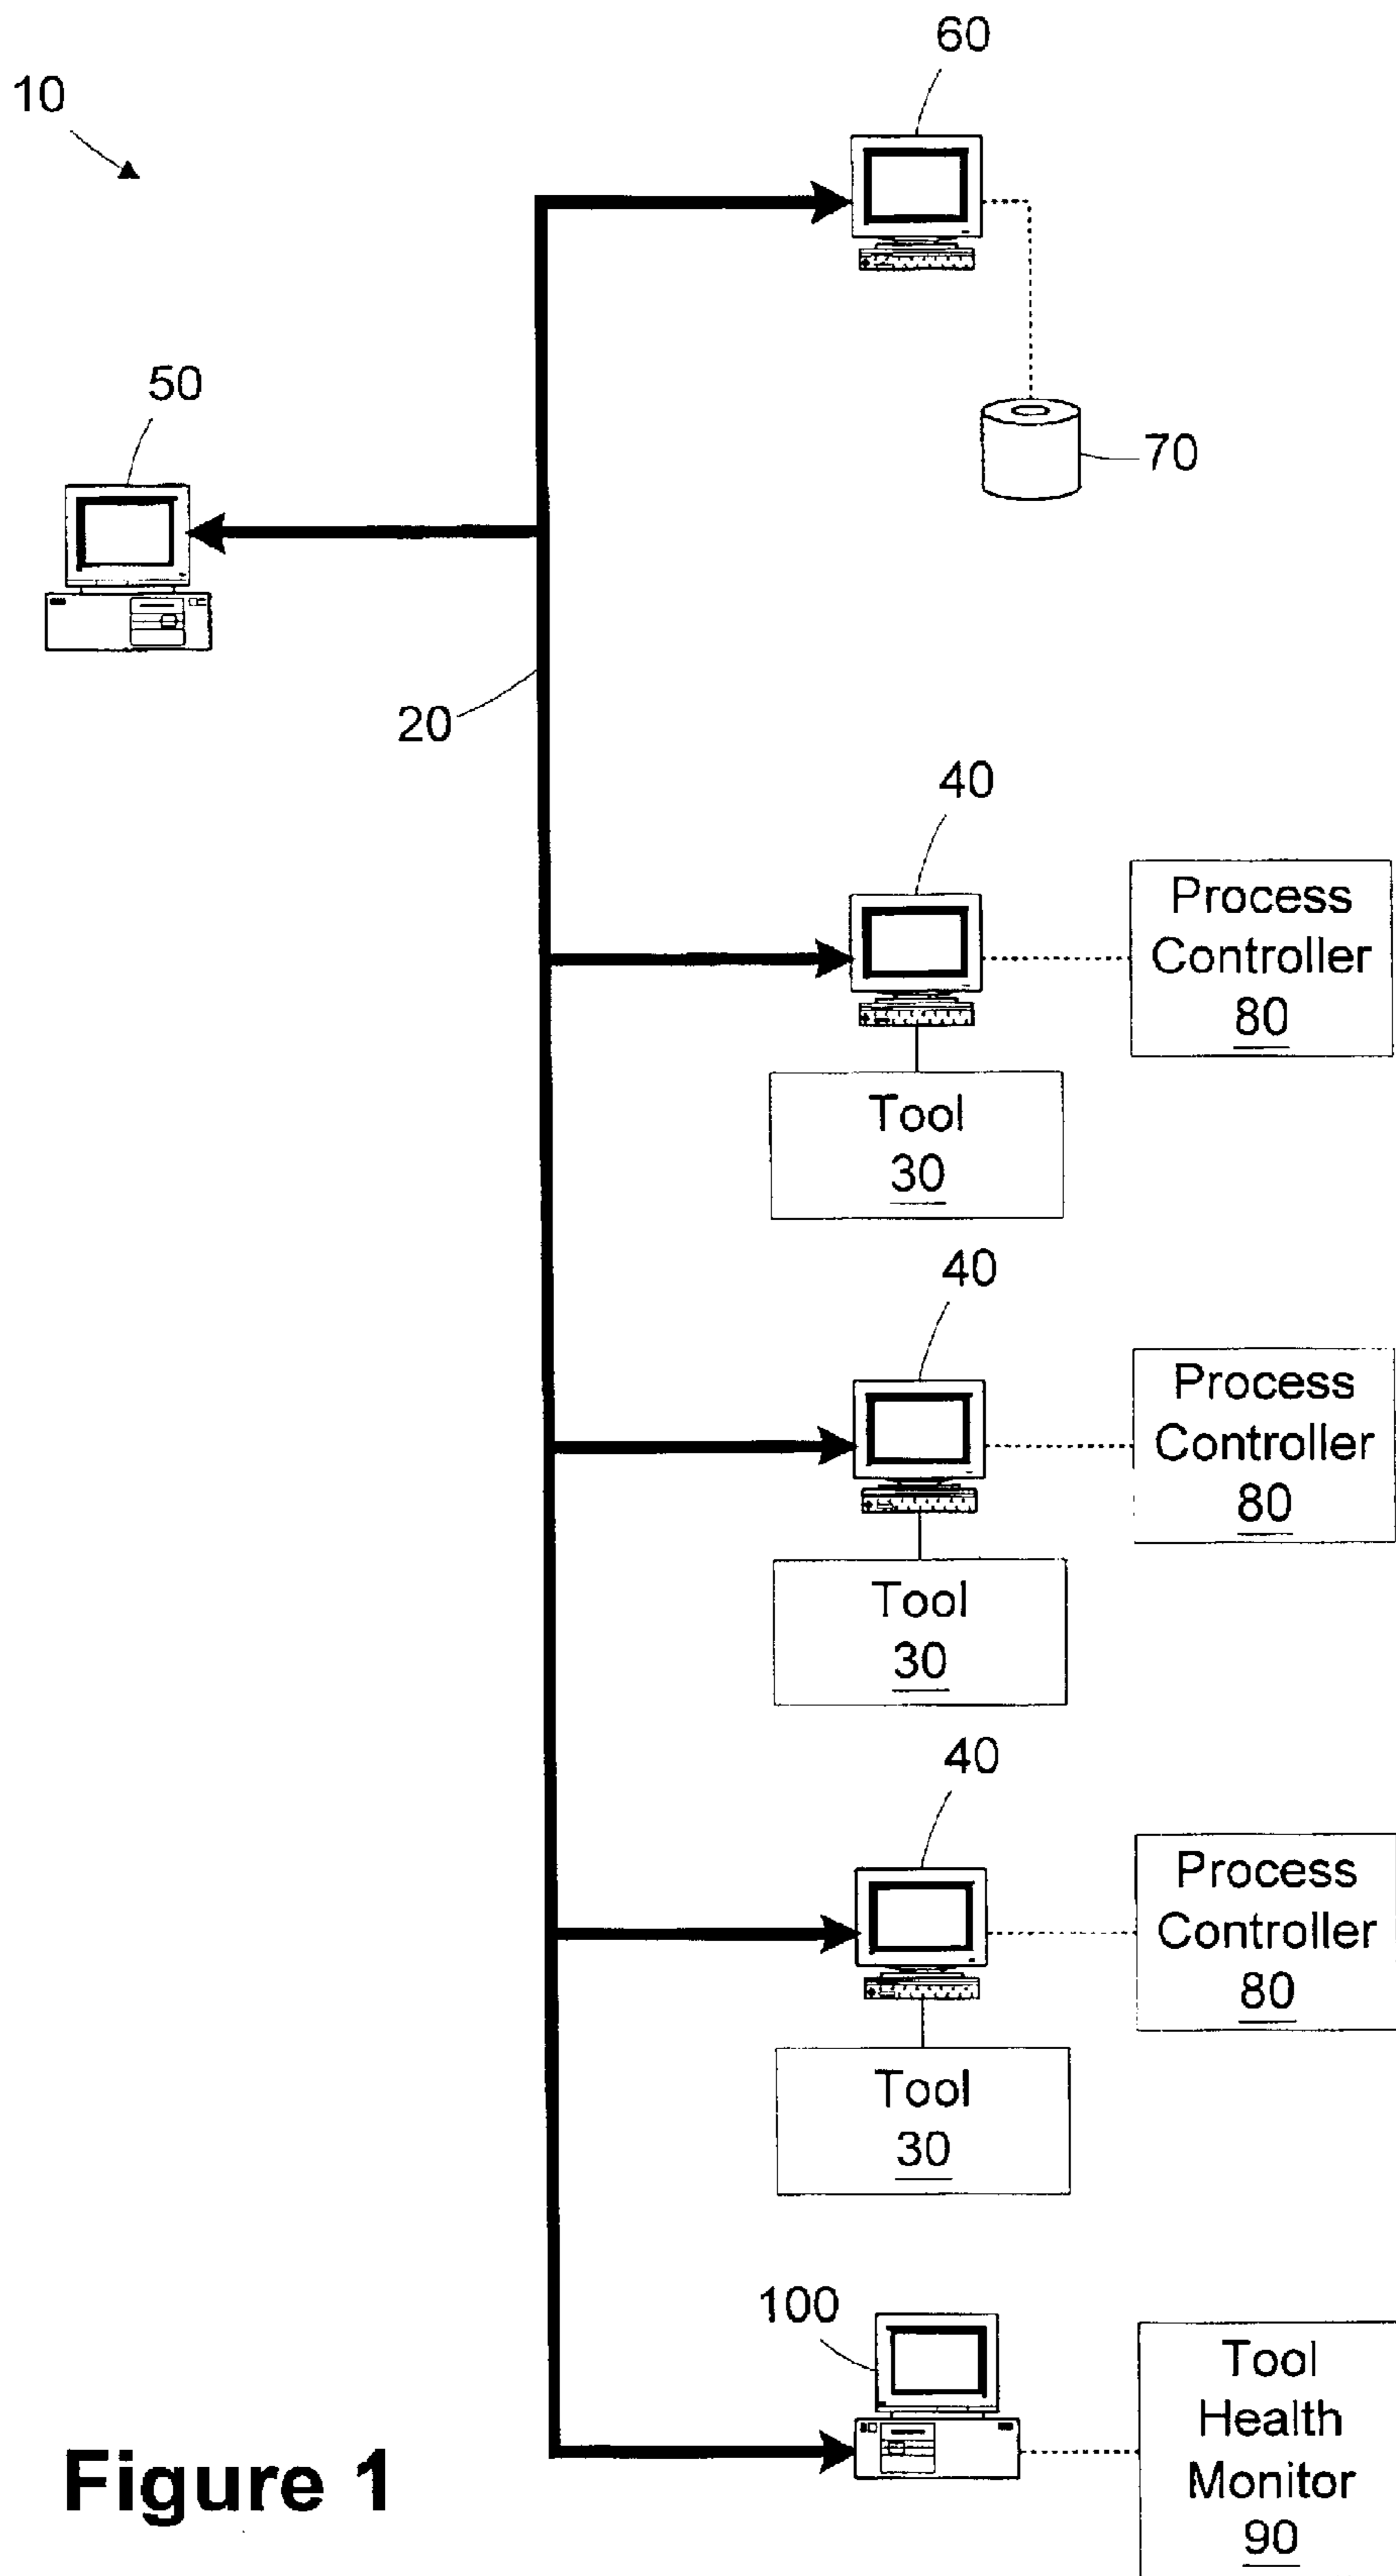 60
10
50
70
20
40
Process
Controller
80
Tool
30
40
Process
Controller
80
Tool
30
40
Process
Controller
80
Tool
30
100
Tool
Health
Monitor
90
Figure 1